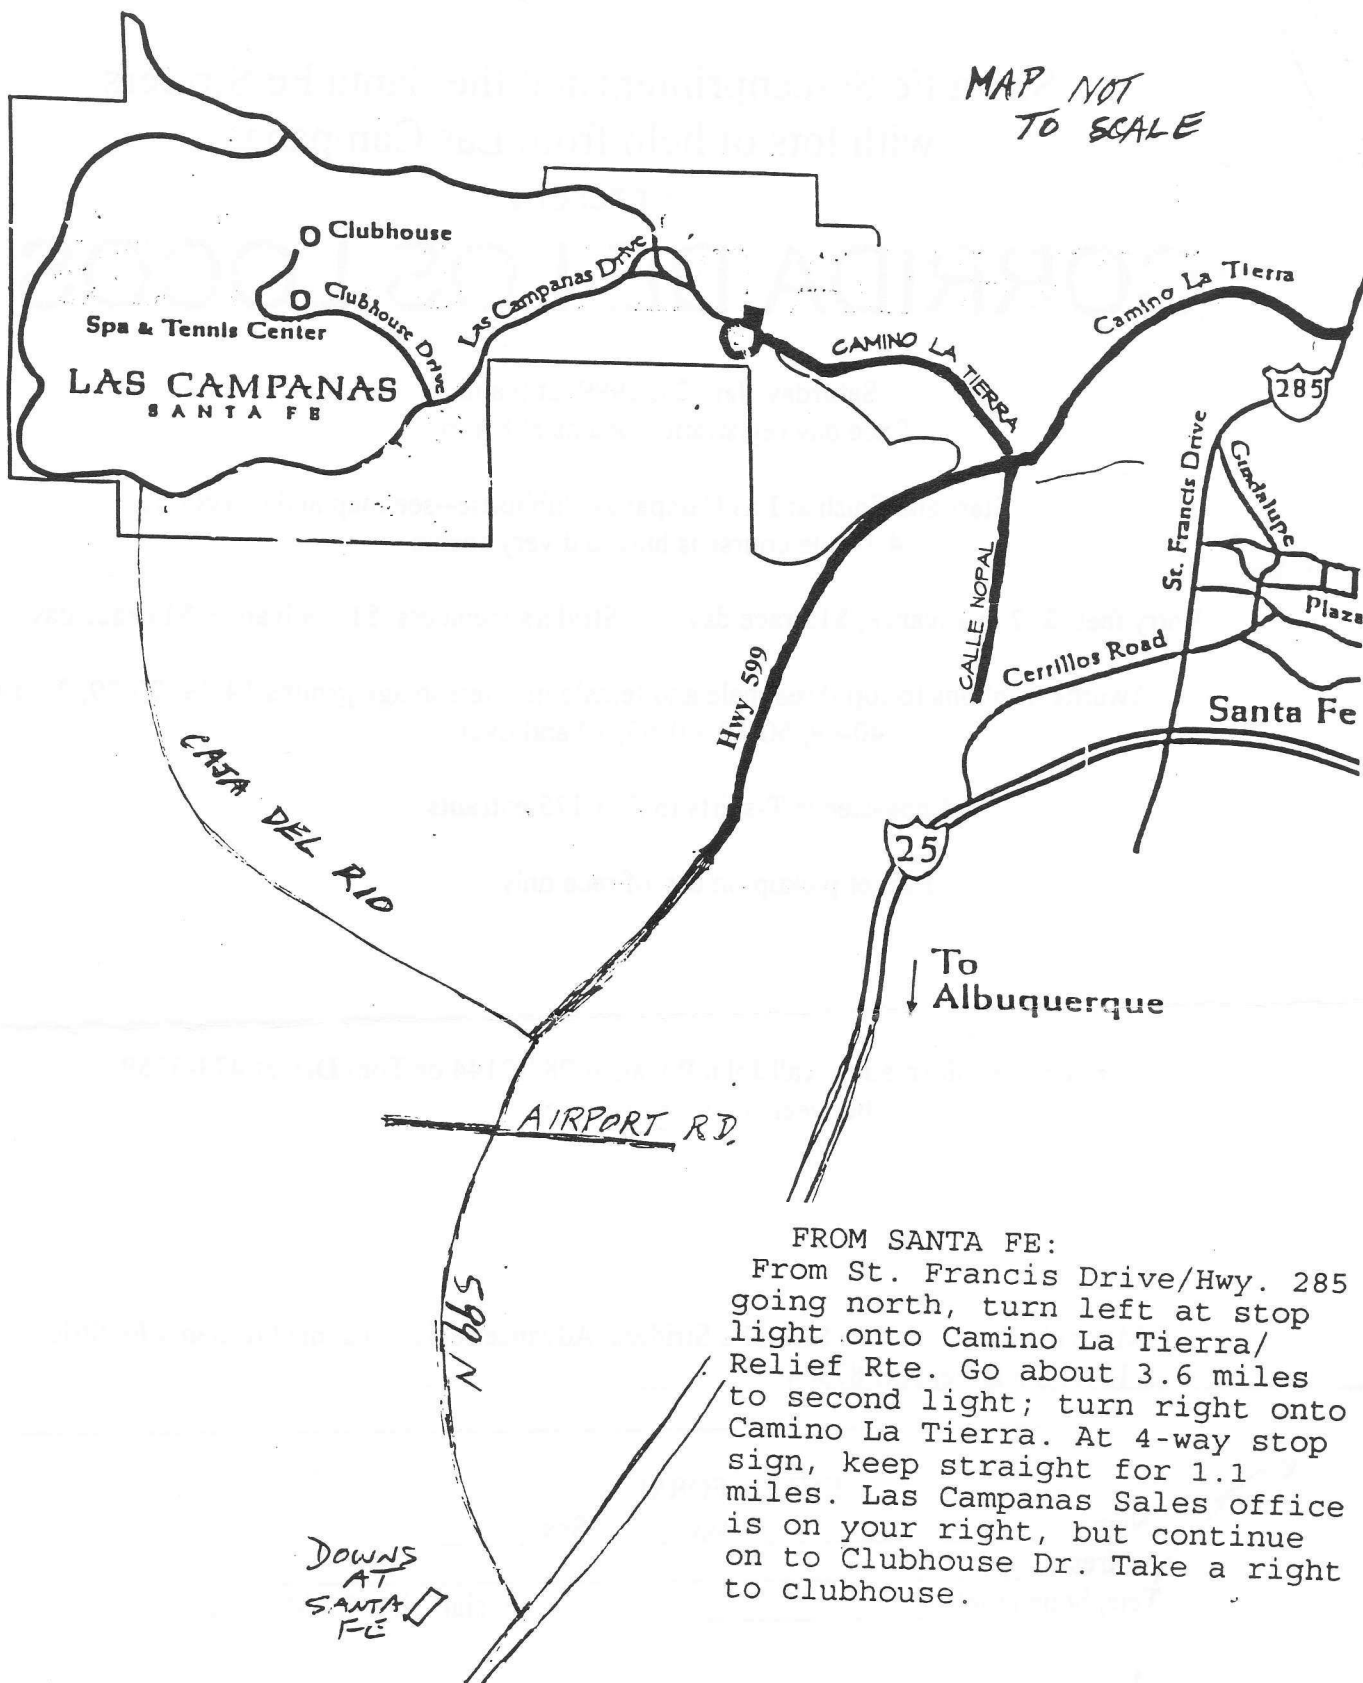 MAP NOT
TO SCALE
Clubhouse
Clubhouse Drive
Spa & Tennis Center
LAS CAMPANAS
SANTA FE
Las Campanas Drive
CAMINO LA TIERRA
Camino La Tierra
285
St. Francis Drive
Guadalupe
Plaza
CALLE NOPAL
Cerrillos Road
Santa Fe
Hwy 599
CAJA DEL RIO
25
To
Albuquerque
AIRPORT RD.
599 N
DOWNS
AT
SANTA
FE
FROM SANTA FE:
From St. Francis Drive/Hwy. 285
going north, turn left at stop
light onto Camino La Tierra/
Relief Rte. Go about 3.6 miles
to second light; turn right onto
Camino La Tierra. At 4-way stop
sign, keep straight for 1.1
miles. Las Campanas Sales office
is on your right, but continue
on to Clubhouse Dr. Take a right
to clubhouse.